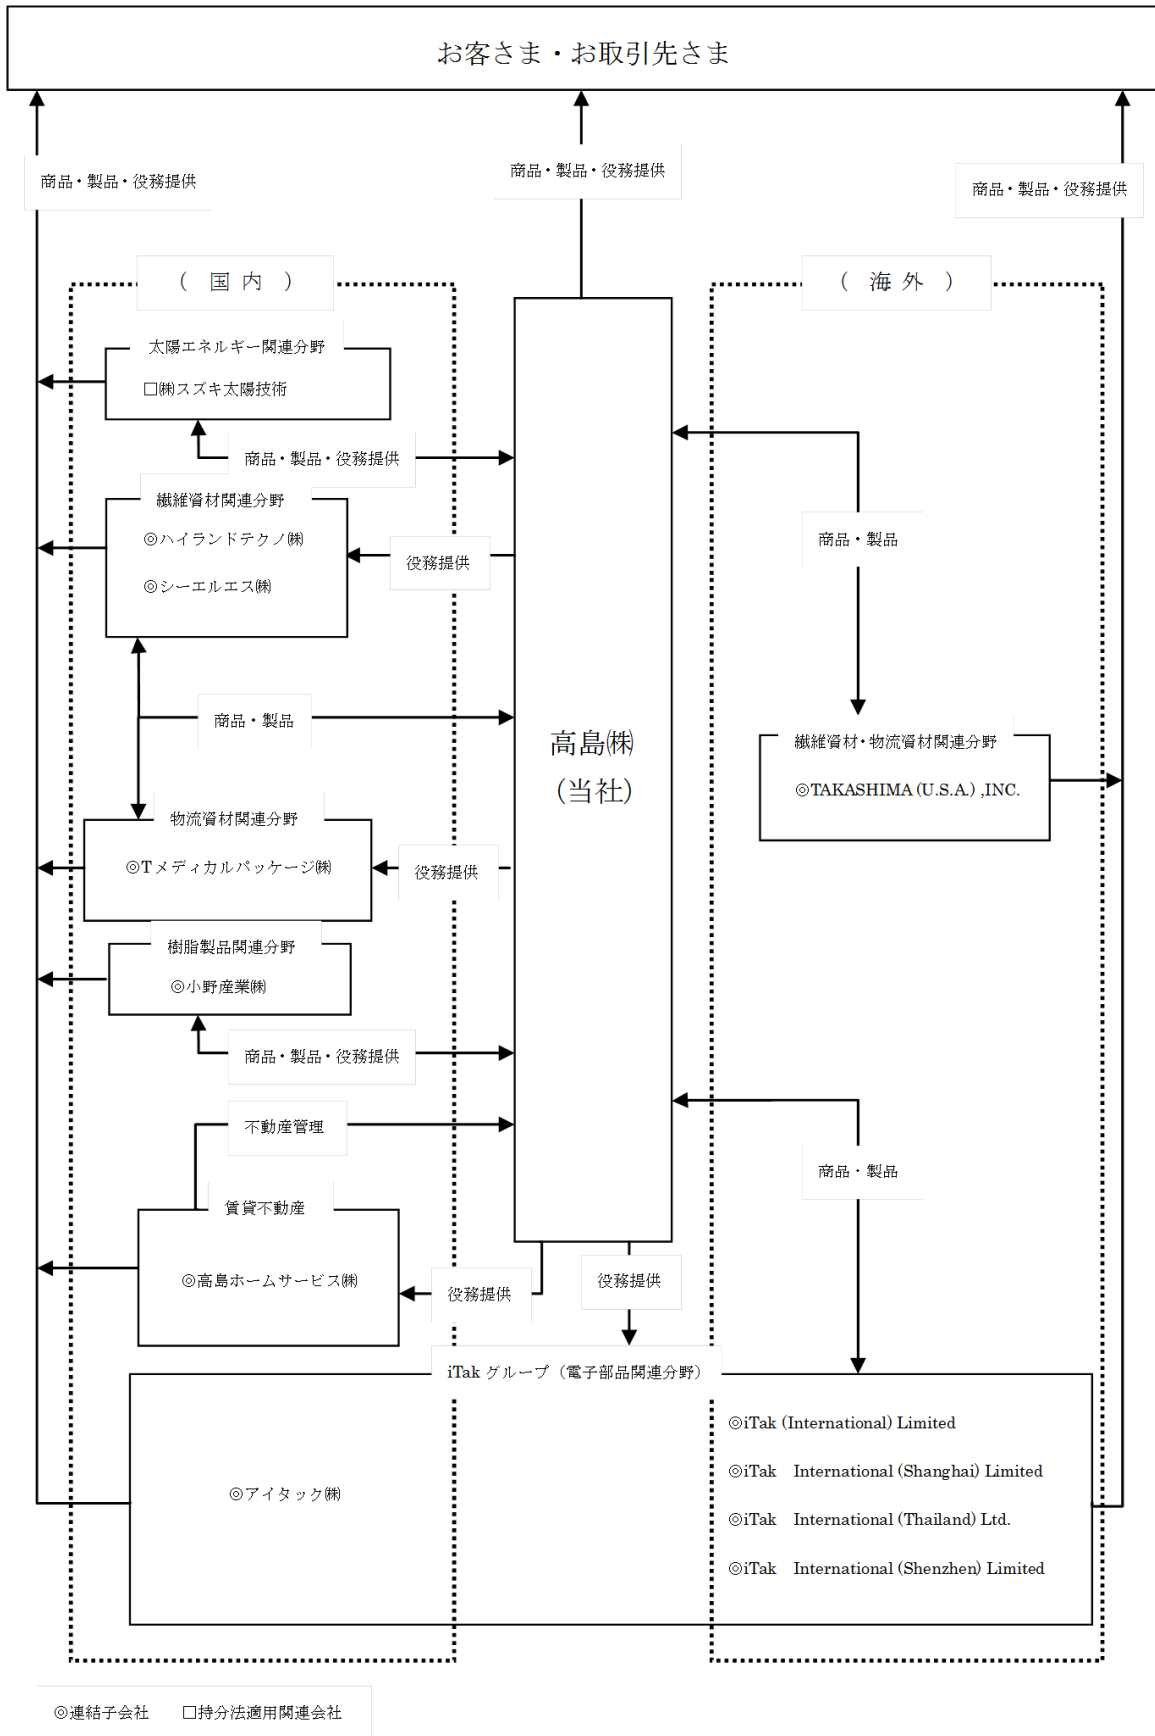 お客さま・お取引先さま
商品・製品・役務提供
商品・製品・役務提供
商品・製品・役務提供
（　国 内　）
（　海 外　）
太陽エネルギー関連分野
□㈱スズキ太陽技術
商品・製品・役務提供
繊維資材関連分野
◎ハイランドテクノ㈱
◎シーエルエス㈱
役務提供
商品・製品
商品・製品
高島㈱
（当社）
繊維資材・物流資材関連分野
◎TAKASHIMA (U.S.A.) ,INC.
物流資材関連分野
◎Tメディカルパッケージ㈱
役務提供
樹脂製品関連分野
◎小野産業㈱
商品・製品・役務提供
不動産管理
商品・製品
賃貸不動産
◎高島ホームサービス㈱
役務提供
役務提供
iTak グループ（電子部品関連分野）
◎アイタック㈱
◎iTak (International) Limited
◎iTak　International (Shanghai) Limited
◎iTak　International (Thailand) Ltd.
◎iTak　International (Shenzhen) Limited
◎連結子会社　　□持分法適用関連会社